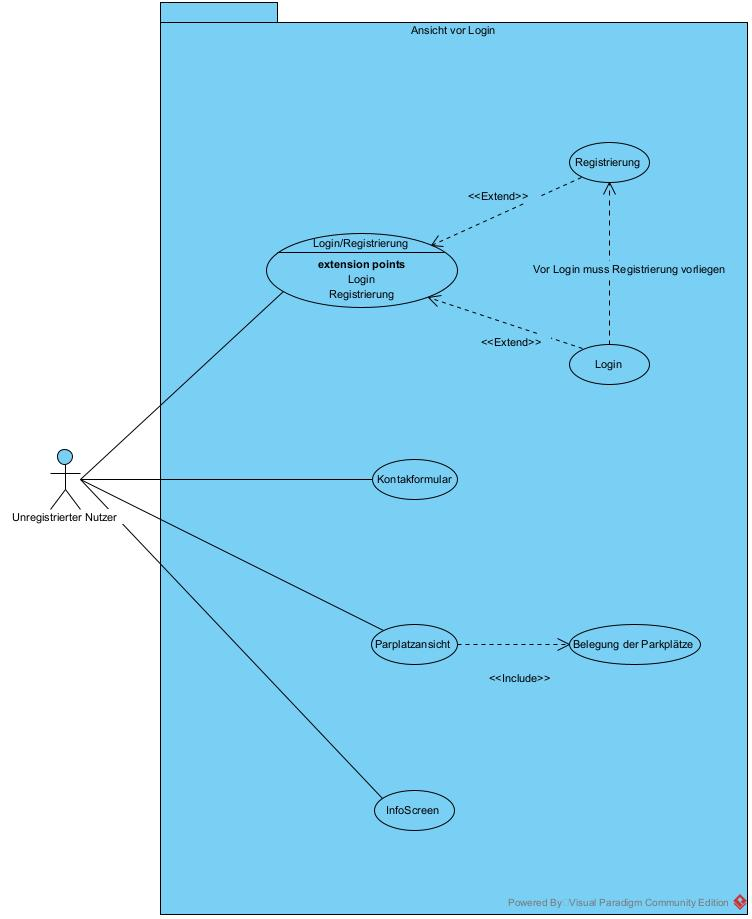 Ansicht vor Login
Registrierung
<<Extend>>
Login/Registrierung
extension points
Login
Registrierung
Vor Login muss Registrierung vorliegen
<<Extend>>
Login
Kontakformular
Unregistrierter Nutzer
Parplatzansicht
Belegung der Parkplätze
<<Include>>
InfoScreen
Powered By: Visual Paradigm Community Edition